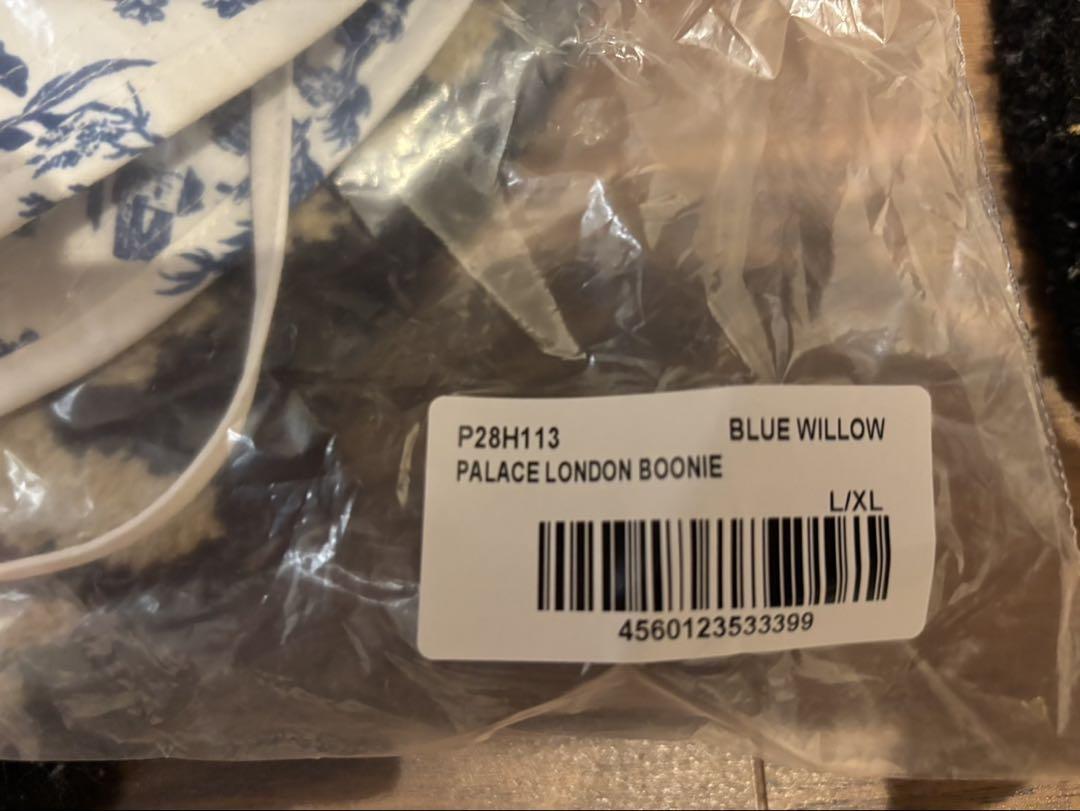 P28H113 BLUE WILLOW
PALACE LONDON BOONIE
L/XL
4560123533399